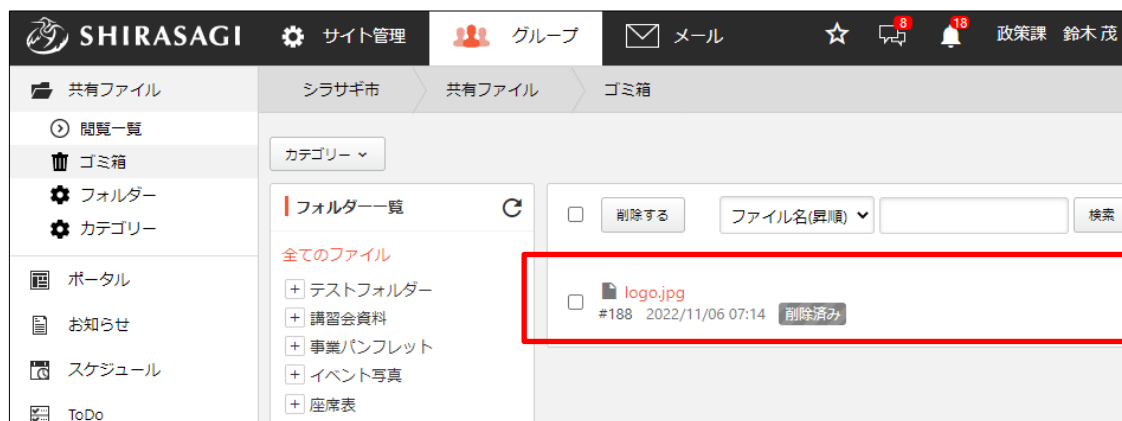 SHIRASAGI サイト管理 グループ メール 8 18 政策課 鈴木 茂
共有ファイル
シラサギ市 共有ファイル ゴミ箱
閲覧一覧
ゴミ箱
フォルダー
カテゴリー
ポータル
お知らせ
スケジュール
ToDo
カテゴリー
フォルダー一覧
全てのファイル
テストフォルダー
講習会資料
事業パンフレット
イベント写真
座席表
削除する ファイル名(昇順) 検索
logo.jpg
#188 2022/11/06 07:14 削除済み